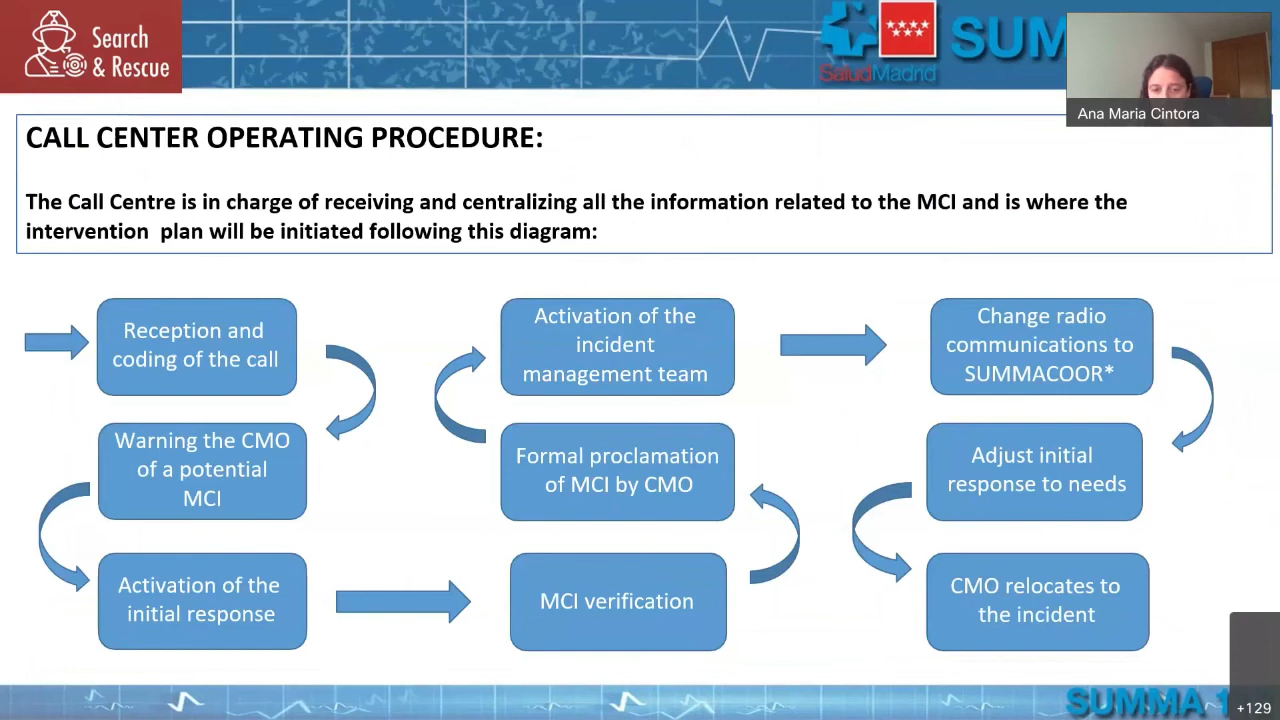 Search
& Rescue
SaludMadrid
SUM
Ana Maria Cintora
CALL CENTER OPERATING PROCEDURE:
The Call Centre is in charge of receiving and centralizing all the information related to the MCI and is where the
intervention plan will be initiated following this diagram:
Reception and
coding of the call
Warning the CMO
of a potential
MCI
Activation of the
initial response
MCI verification
Formal proclamation
of MCI by CMO
Activation of the
incident
management team
Change radio
communications to
SUMMACOOR*
Adjust initial
response to needs
CMO relocates to
the incident
SUMMA 1
+129